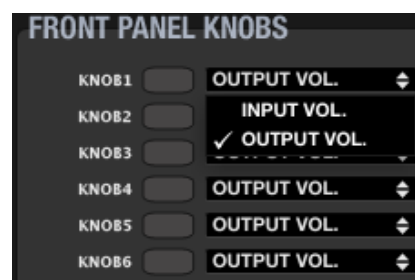 FRONT PANEL KNOBS
KNOB1 OUTPUT VOL.
KNOB2 INPUT VOL.
✓ OUTPUT VOL.
KNOB3
KNOB4 OUTPUT VOL.
KNOB5 OUTPUT VOL.
KNOB6 OUTPUT VOL.